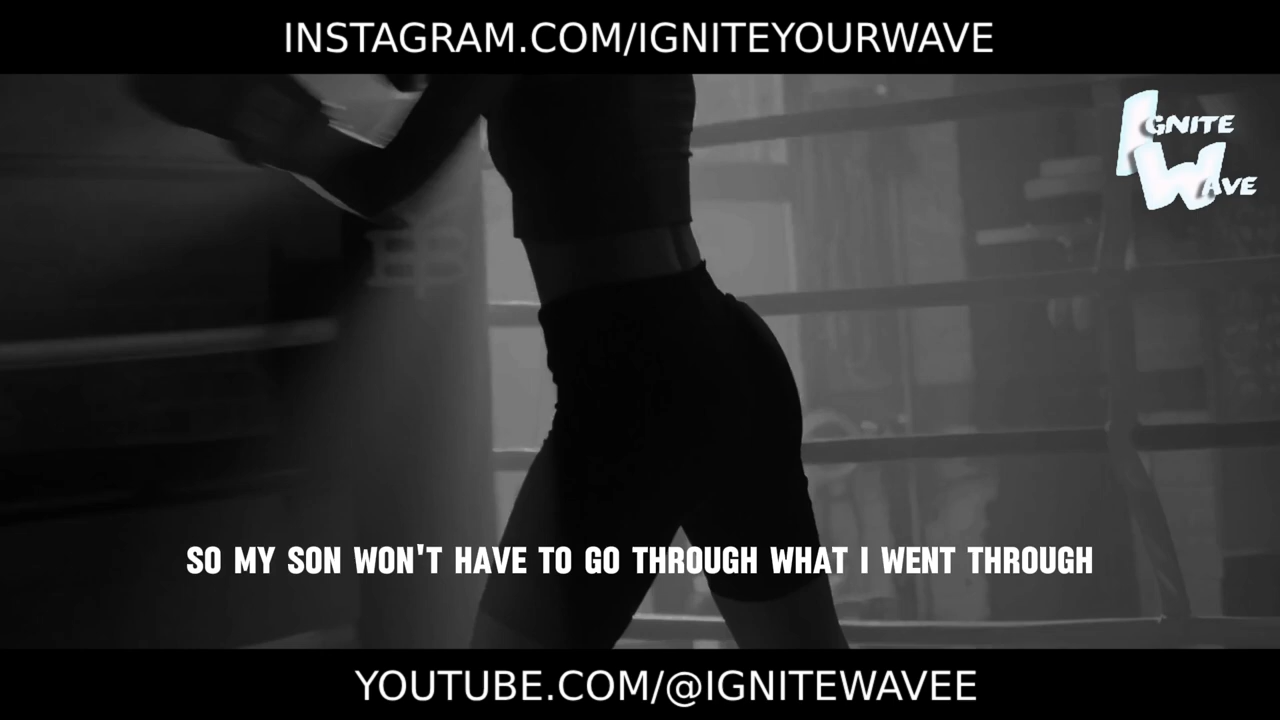 INSTAGRAM.COM/IGNITEYOURWAVE
IGNITE
WAVE
SO MY SON WON'T HAVE TO GO THROUGH WHAT I WENT THROUGH
YOUTUBE.COM/@IGNITEWAVEE